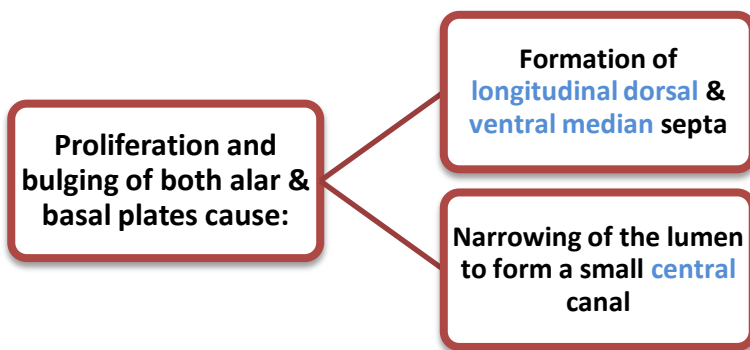 Proliferation and
bulging of both alar &
basal plates cause:
Formation of
longitudinal dorsal &
ventral median septa
Narrowing of the lumen
to form a small central
canal